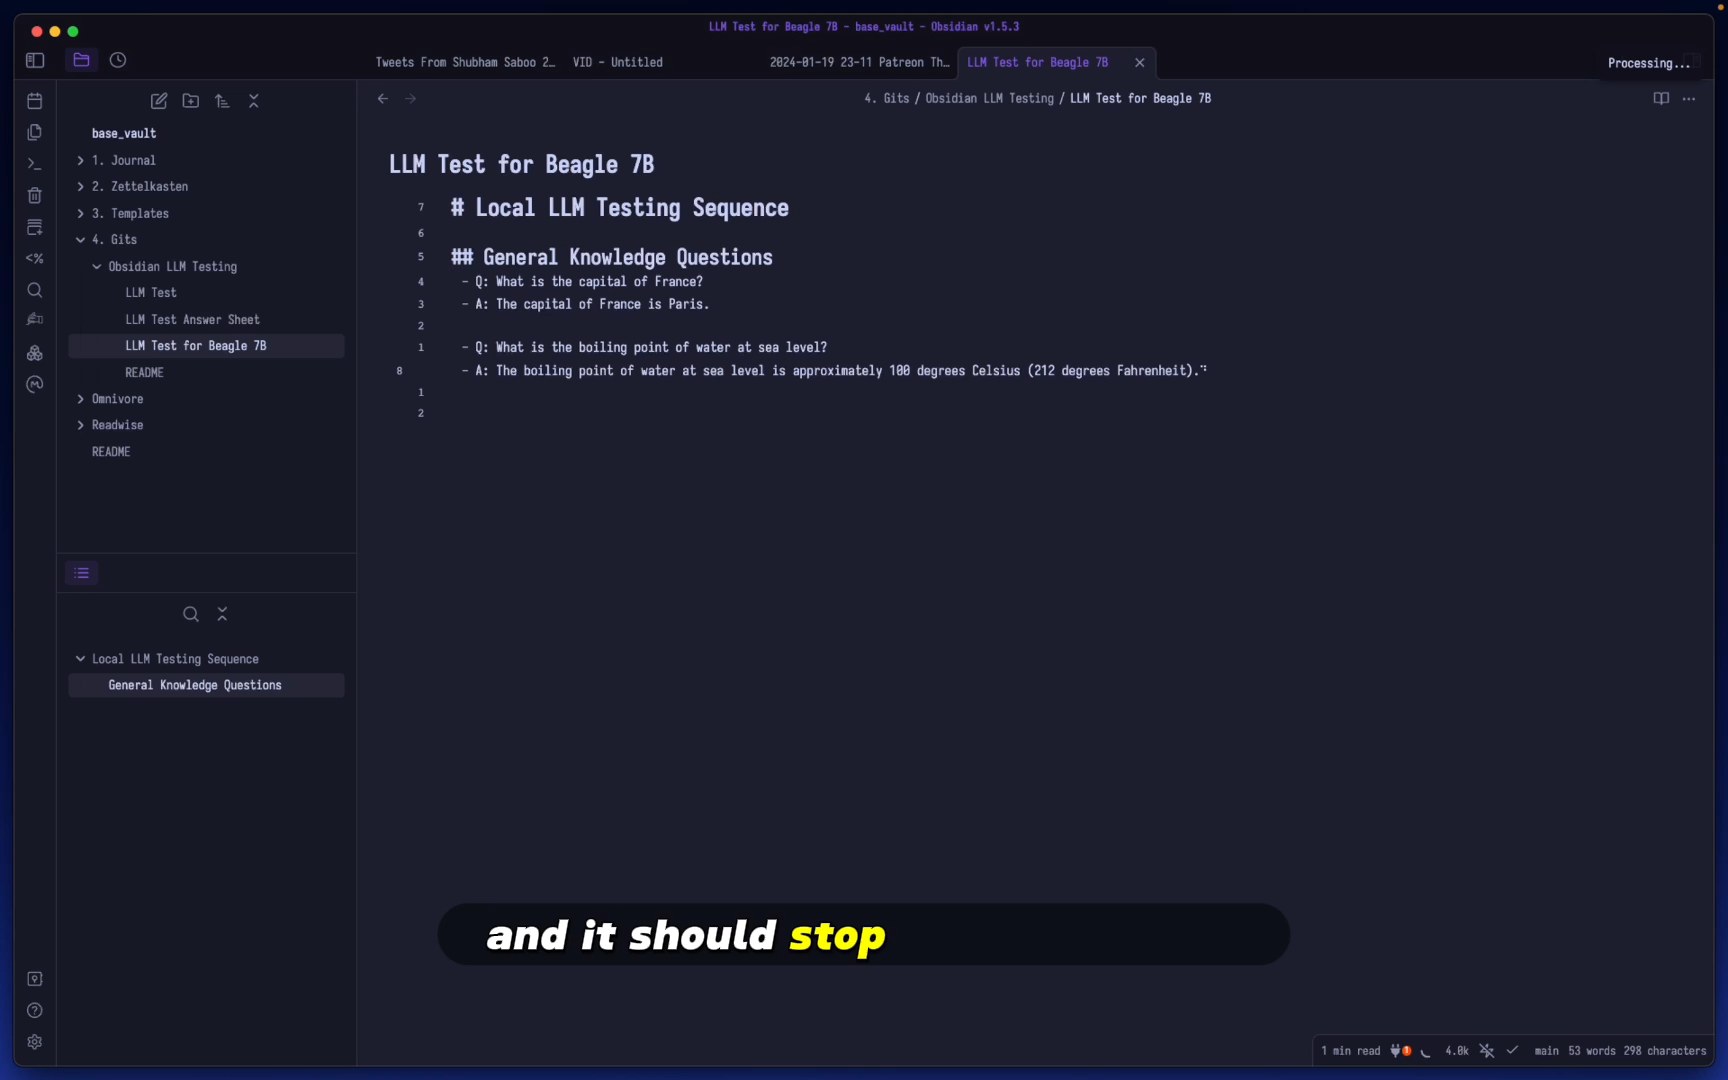 LLM Test for Beagle 7B - base_vault - Obsidian v1.5.3
Tweets From Shubham Saboo 2…
VID - Untitled
2024-01-19 23-11 Patreon Th…
LLM Test for Beagle 7B
Processing...
4. Gits / Obsidian LLM Testing / LLM Test for Beagle 7B
base_vault
1. Journal
2. Zettelkasten
3. Templates
4. Gits
Obsidian LLM Testing
LLM Test
LLM Test Answer Sheet
LLM Test for Beagle 7B
README
Omnivore
Readwise
README
Local LLM Testing Sequence
General Knowledge Questions
LLM Test for Beagle 7B
7 # Local LLM Testing Sequence
6
5 ## General Knowledge Questions
4 - Q: What is the capital of France?
3 - A: The capital of France is Paris.
2
1 - Q: What is the boiling point of water at sea level?
8 - A: The boiling point of water at sea level is approximately 100 degrees Celsius (212 degrees Fahrenheit).
1
2
and it should stop
1 min read 1 4.0k main 53 words 298 characters